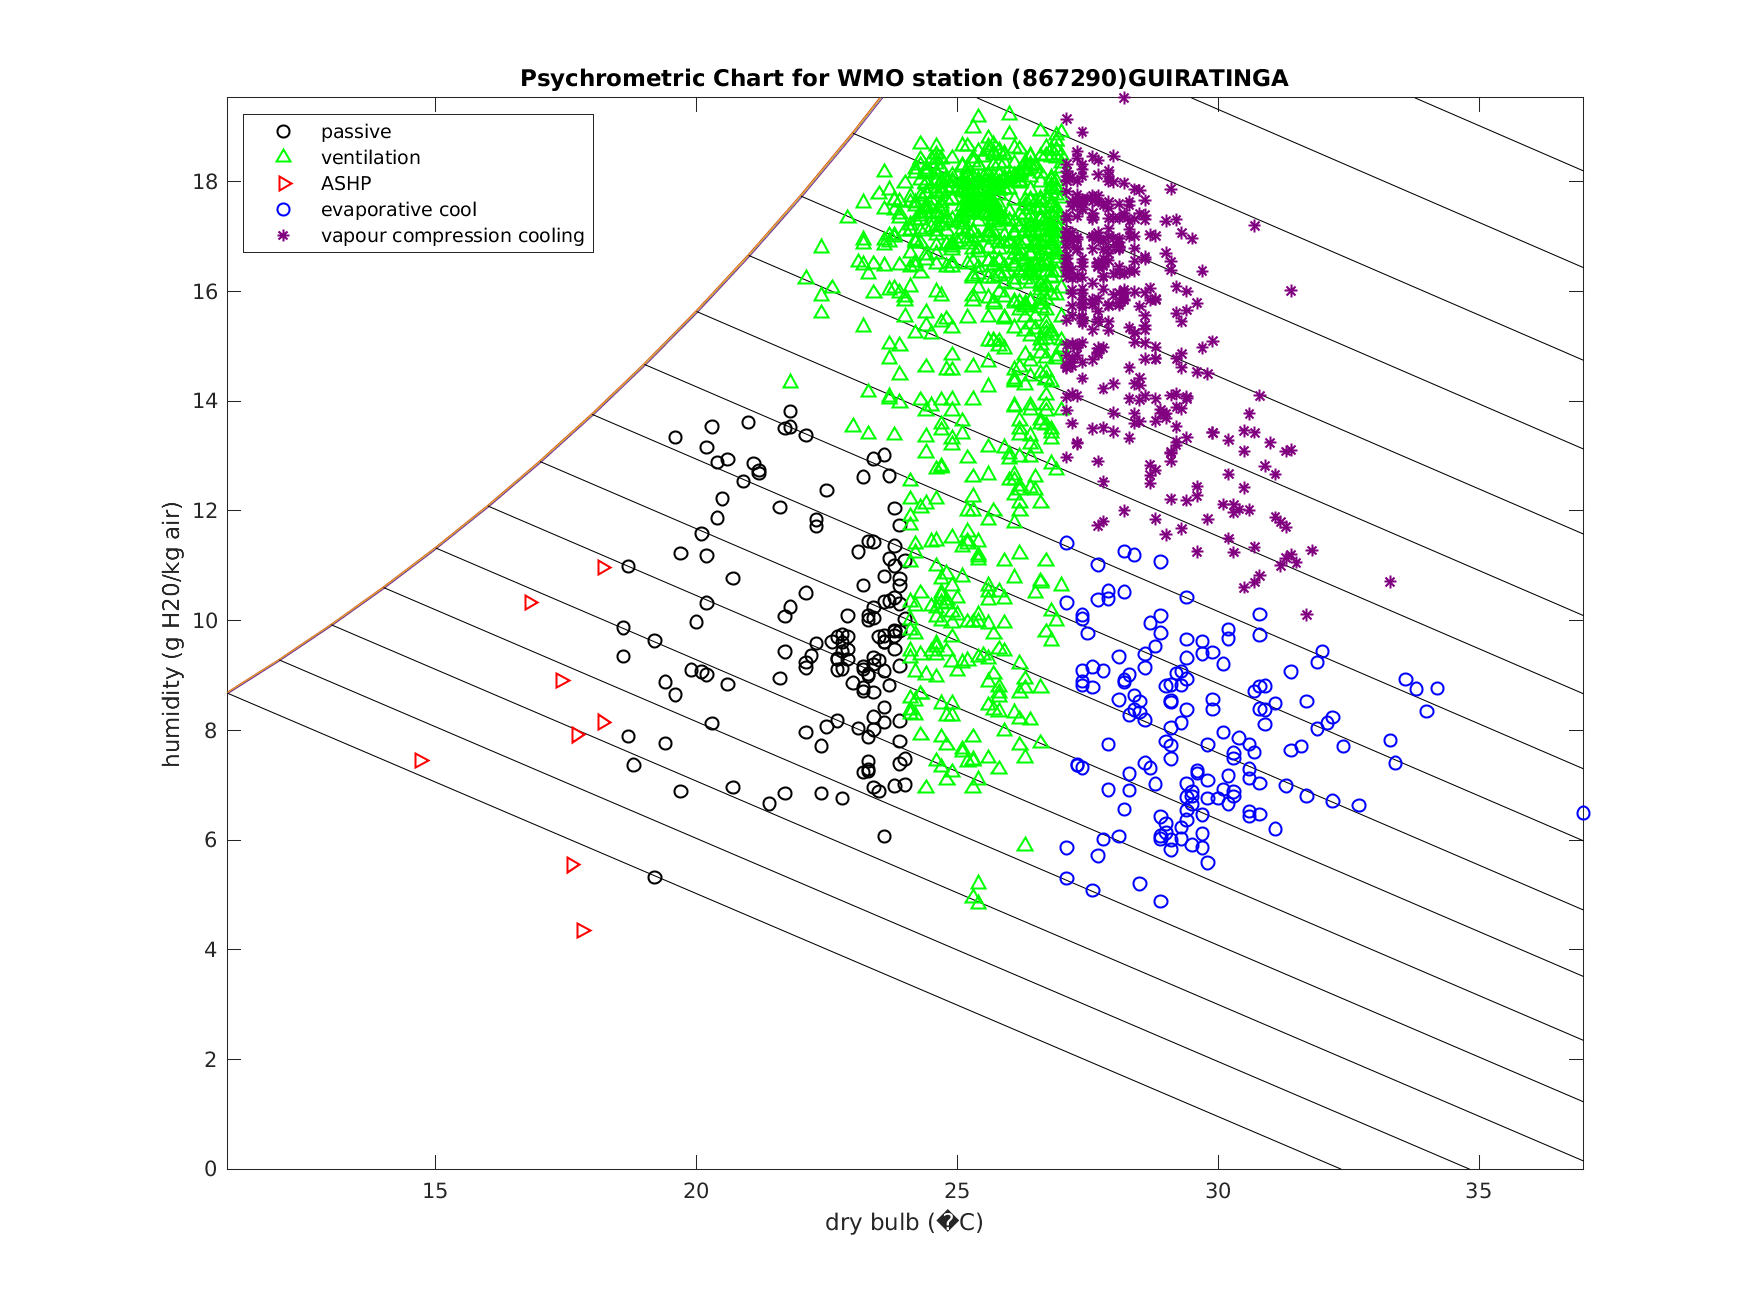 Psychrometric Chart for WMO station (867290)GUIRATINGA
passive
ventilation
ASHP
evaporative cool
vapour compression cooling
humidity (g H20/kg air)
18
16
14
12
10
8
6
4
2
0
15 20 25 30 35
dry bulb (�C)